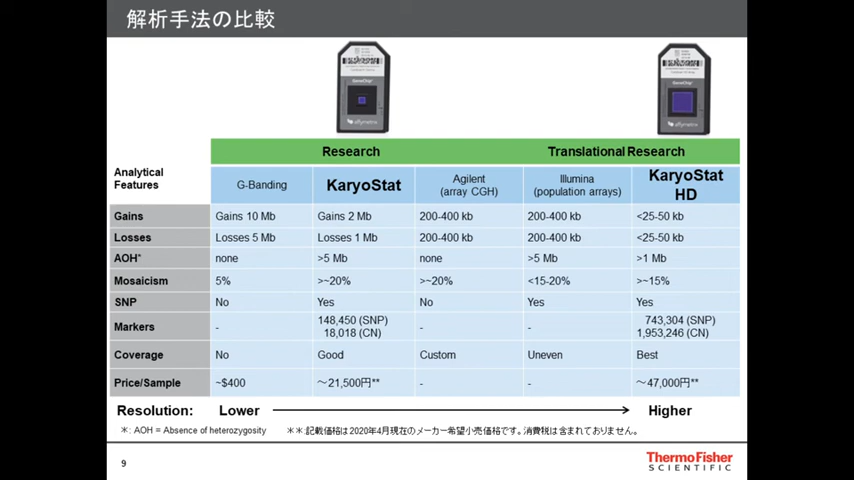 解析手法の比較
GeneChip
affymetrix
GeneChip
affymetrix
Research
Translational Research
Analytical
Features
G-Banding
KaryoStat
Agilent
(array CGH)
Illumina
(population arrays)
KaryoStat
HD
Gains Gains 10 Mb Gains 2 Mb 200-400 kb 200-400 kb <25-50 kb
Losses Losses 5 Mb Losses 1 Mb 200-400 kb 200-400 kb <25-50 kb
AOH* none >5 Mb none >5 Mb >1 Mb
Mosaicism 5% >~20% >~20% <15-20% >~15%
SNP No Yes No Yes Yes
Markers - 148,450 (SNP) - - 743,304 (SNP)
18,018 (CN) 1,953,246 (CN)
Coverage No Good Custom Uneven Best
Price/Sample ~$400 ～21,500円** - - ～47,000円**
Resolution: Lower Higher
＊: AOH = Absence of heterozygosity ＊＊:記載価格は2020年4月現在のメーカー希望小売価格です。消費税は含まれておりません。
9
ThermoFisher
SCIENTIFIC